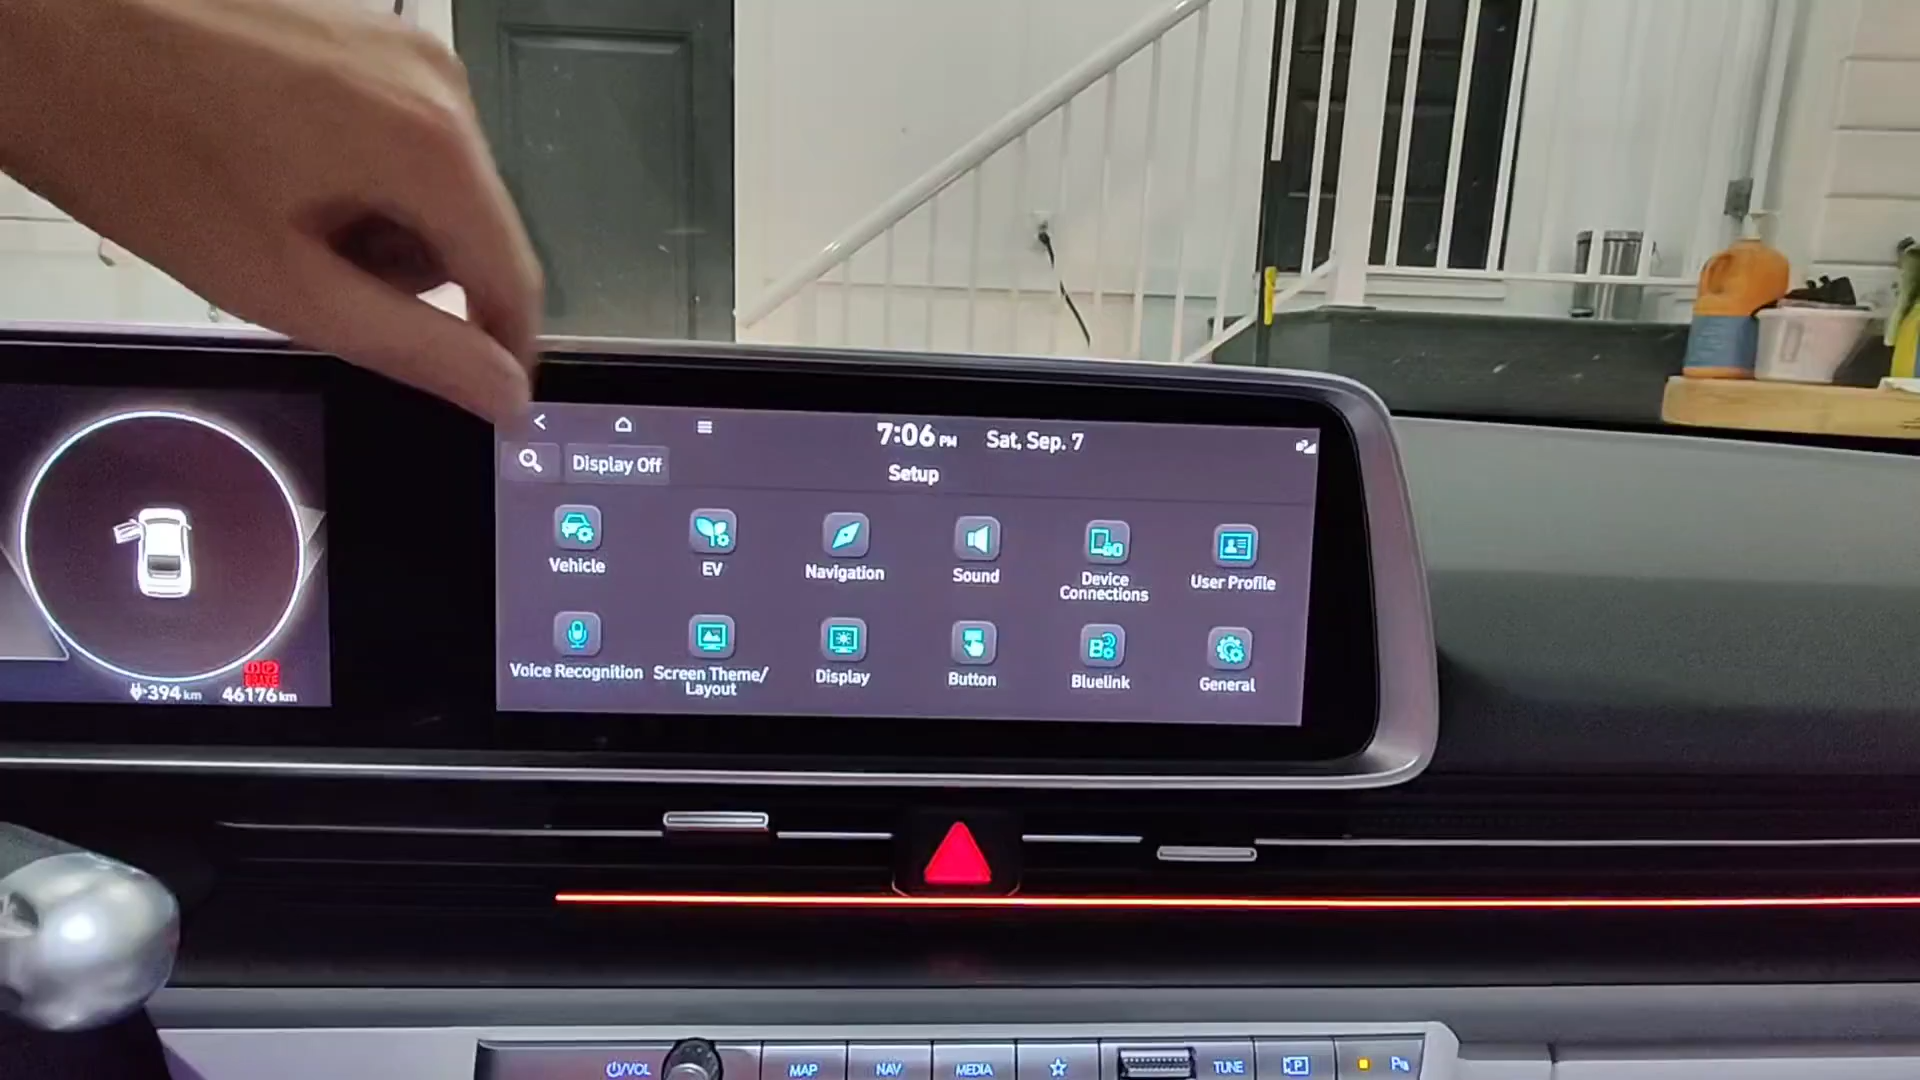 7:06 PM Sat, Sep. 7
Display Off
Setup
Vehicle
EV
Navigation
Sound
Device
Connections
User Profile
Voice Recognition
Screen Theme/
Layout
Display
Button
Bluelink
General
394 km
46176 km
VOL
MAP
NAV
MEDIA
TUNE
P
P